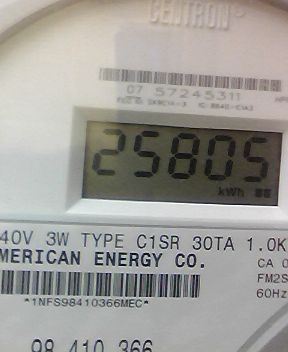 CENTRON®
07 57245311
25805
kWh
40V 3W TYPE C1SR 30TA 1.0K
MERICAN ENERGY CO.
CA 0
FM2S
60Hz
*1NFS98410366MEC*
98 410 366